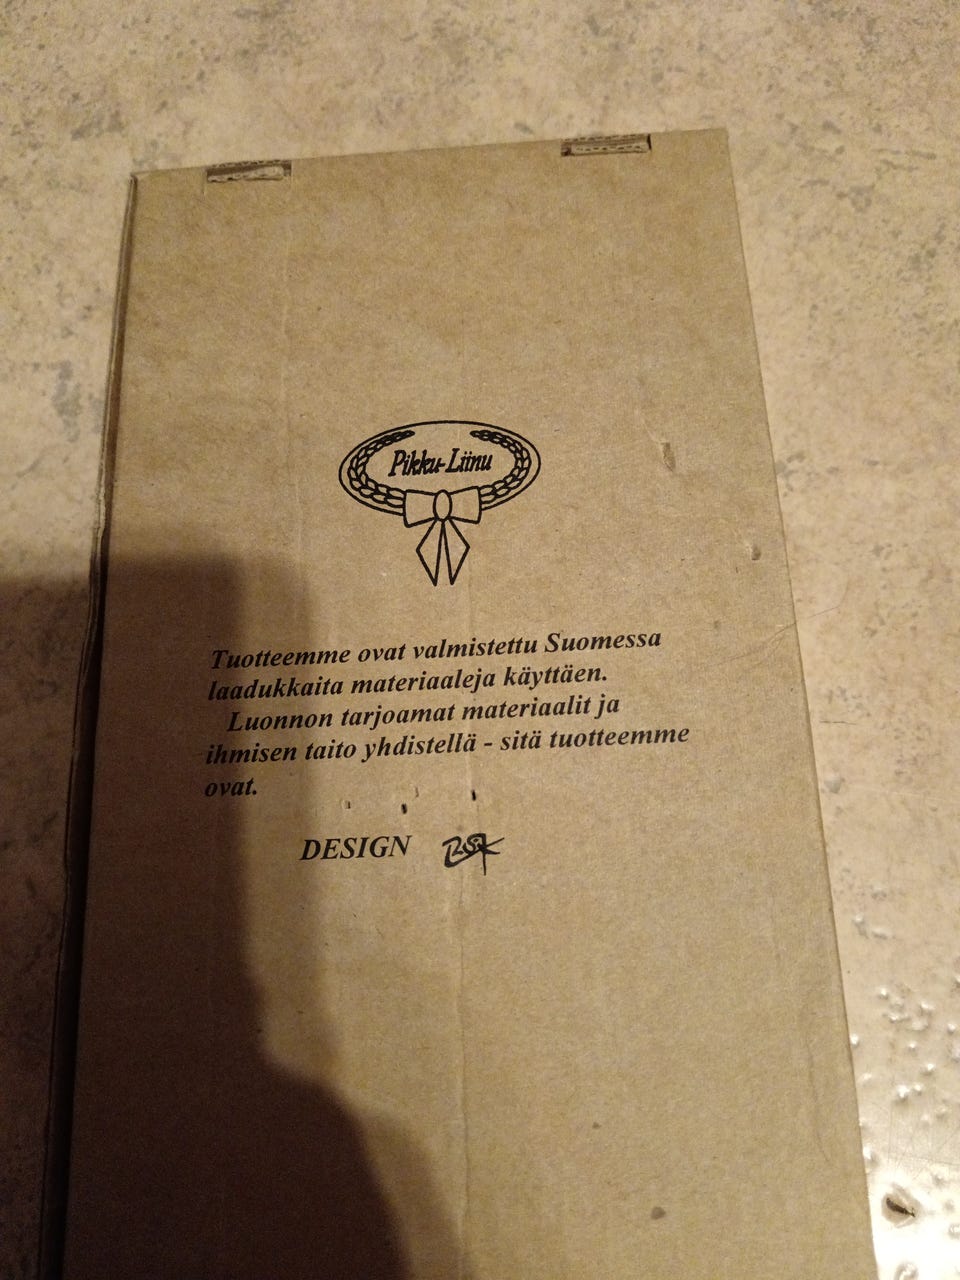 Pikku-Liinu
Tuotteemme ovat valmistettu Suomessa
laadukkaita materiaaleja käyttäen.
Luonnon tarjoamat materiaalit ja
ihmisen taito yhdistellä - sitä tuotteemme
ovat.
DESIGN